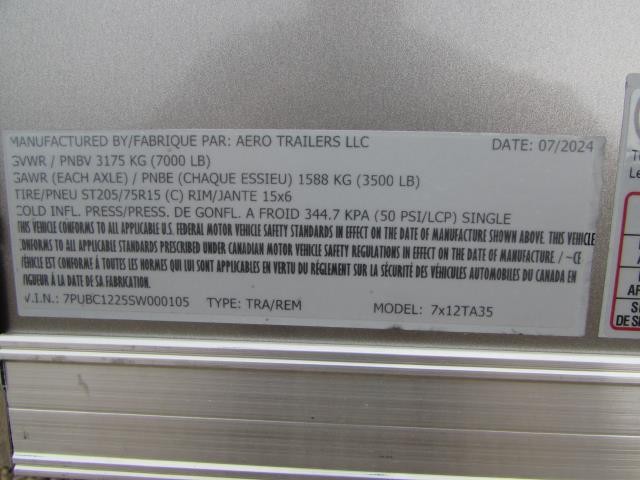 MANUFACTURED BY/FABRIQUE PAR: AERO TRAILERS LLC DATE: 07/2024
GVWR / PNBV 3175 KG (7000 LB)
GAWR (EACH AXLE) / PNBE (CHAQUE ESSIEU) 1588 KG (3500 LB)
TIRE/PNEU ST205/75R15 (C) RIM/JANTE 15x6
COLD INFL. PRESS/PRESS. DE GONFL. A FROID 344.7 KPA (50 PSI/LCP) SINGLE
THIS VEHICLE CONFORMS TO ALL APPLICABLE U.S. FEDERAL MOTOR VEHICLE SAFETY STANDARDS IN EFFECT ON THE DATE OF MANUFACTURE SHOWN ABOVE. THIS VEHICLE
CONFORMS TO ALL APPLICABLE STANDARDS PRESCRIBED UNDER CANADIAN MOTOR VEHICLE SAFETY REGULATIONS IN EFFECT ON THE DATE OF MANUFACTURE / ~CE
VÉHICLE EST CONFORME À TOUTES LES NORMES QUI LUI SONT APPLICABLES EN VERTU DU RÉGLEMENT SUR LA SÉCURITÉ DES VÉHICULES AUTOMOBILES DU CANADA EN
VIGUEUR À LA DATE DE SA FABRICATION
V.I.N.: 7PUBC1225SW000105 TYPE: TRA/REM MODEL: 7x12TA35